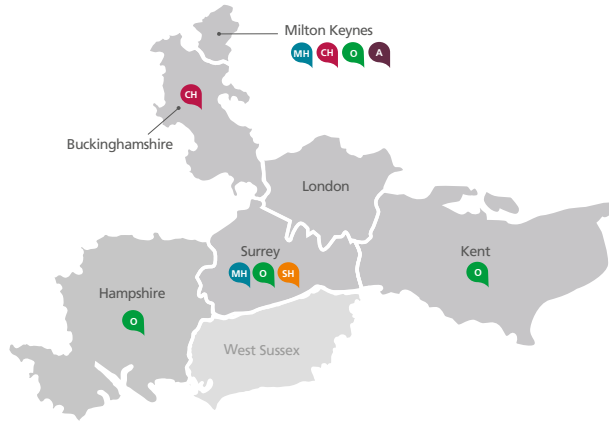 Milton Keynes
MH CH O A
CH
Buckinghamshire
London
Surrey
MH O SH
Kent
O
Hampshire
O
West Sussex